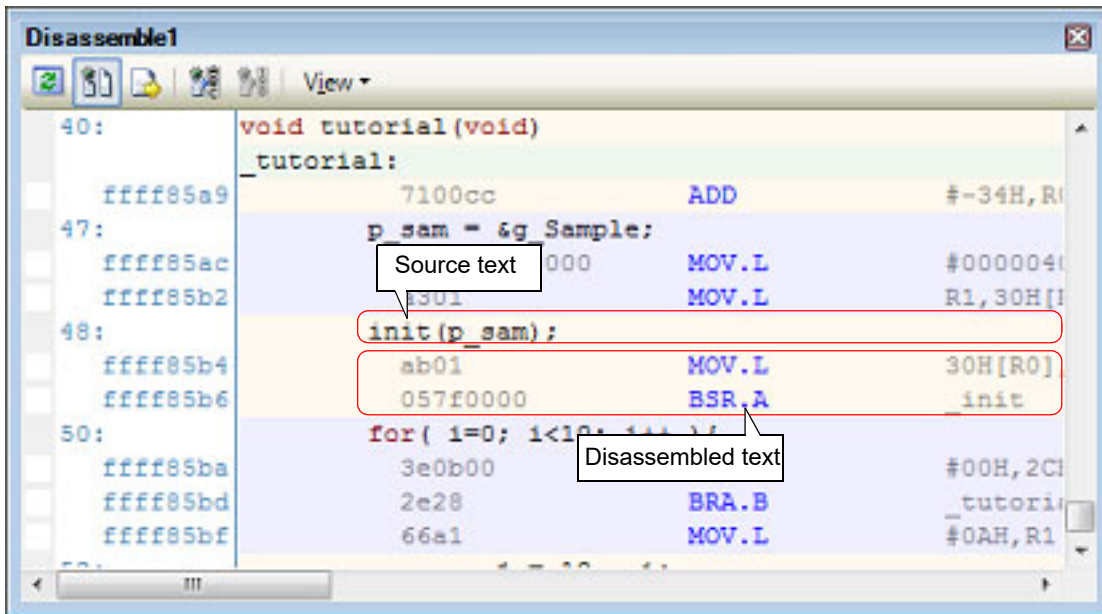 Disassemble1
View
40: void tutorial(void)
_tutorial:
ffff85a9 7100cc ADD #-34H,R
47: p_sam = &g_Sample;
Source text
ffff85ac 000 MOV.L #000004
ffff85b2 a301 MOV.L R1,30H[
48: init(p_sam);
ffff85b4 ab01 MOV.L 30H[R0],
ffff85b6 057f0000 BSR.A _init
50: for( i=0; i<10; i++ ){
Disassembled text
ffff85ba 3e0b00 #00H,2C
ffff85bd 2e28 BRA.B _tutori
ffff85bf 66a1 MOV.L #0AH,R1